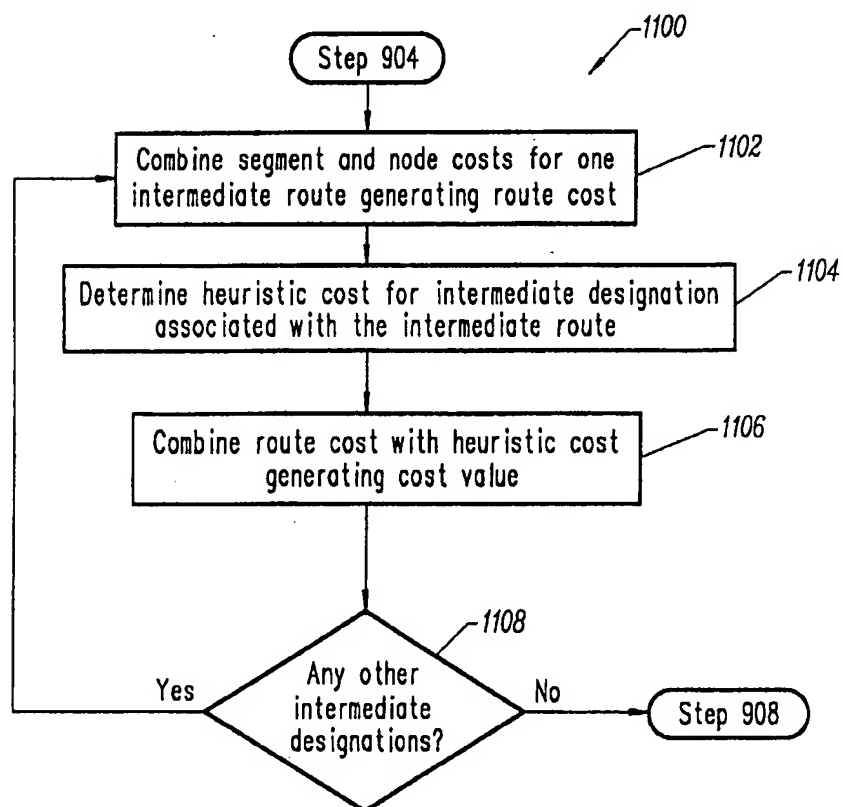 1100
Step 904
Combine segment and node costs for one
intermediate route generating route cost
1102
Determine heuristic cost for intermediate designation
associated with the intermediate route
1104
Combine route cost with heuristic cost
generating cost value
1106
1108
Any other
intermediate
designations?
Yes
No
Step 908